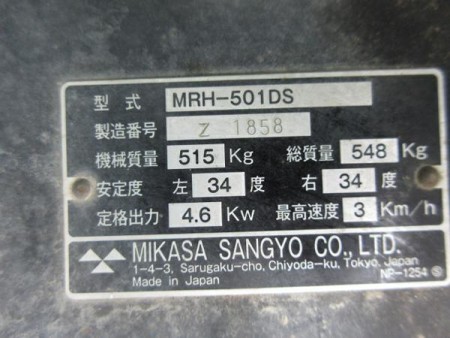 型式 MRH-501DS
製造番号 Z 1858
機械質量 515 Kg 総質量 548 Kg
安定度 左 34 度 右 34 度
定格出力 4.6 Kw 最高速度 3 Km/h
MIKASA SANGYO CO., LTD.
1-4-3, Sarugaku-cho, Chiyoda-ku, Tokyo, Japan
Made in Japan NP-1254 Ⓢ